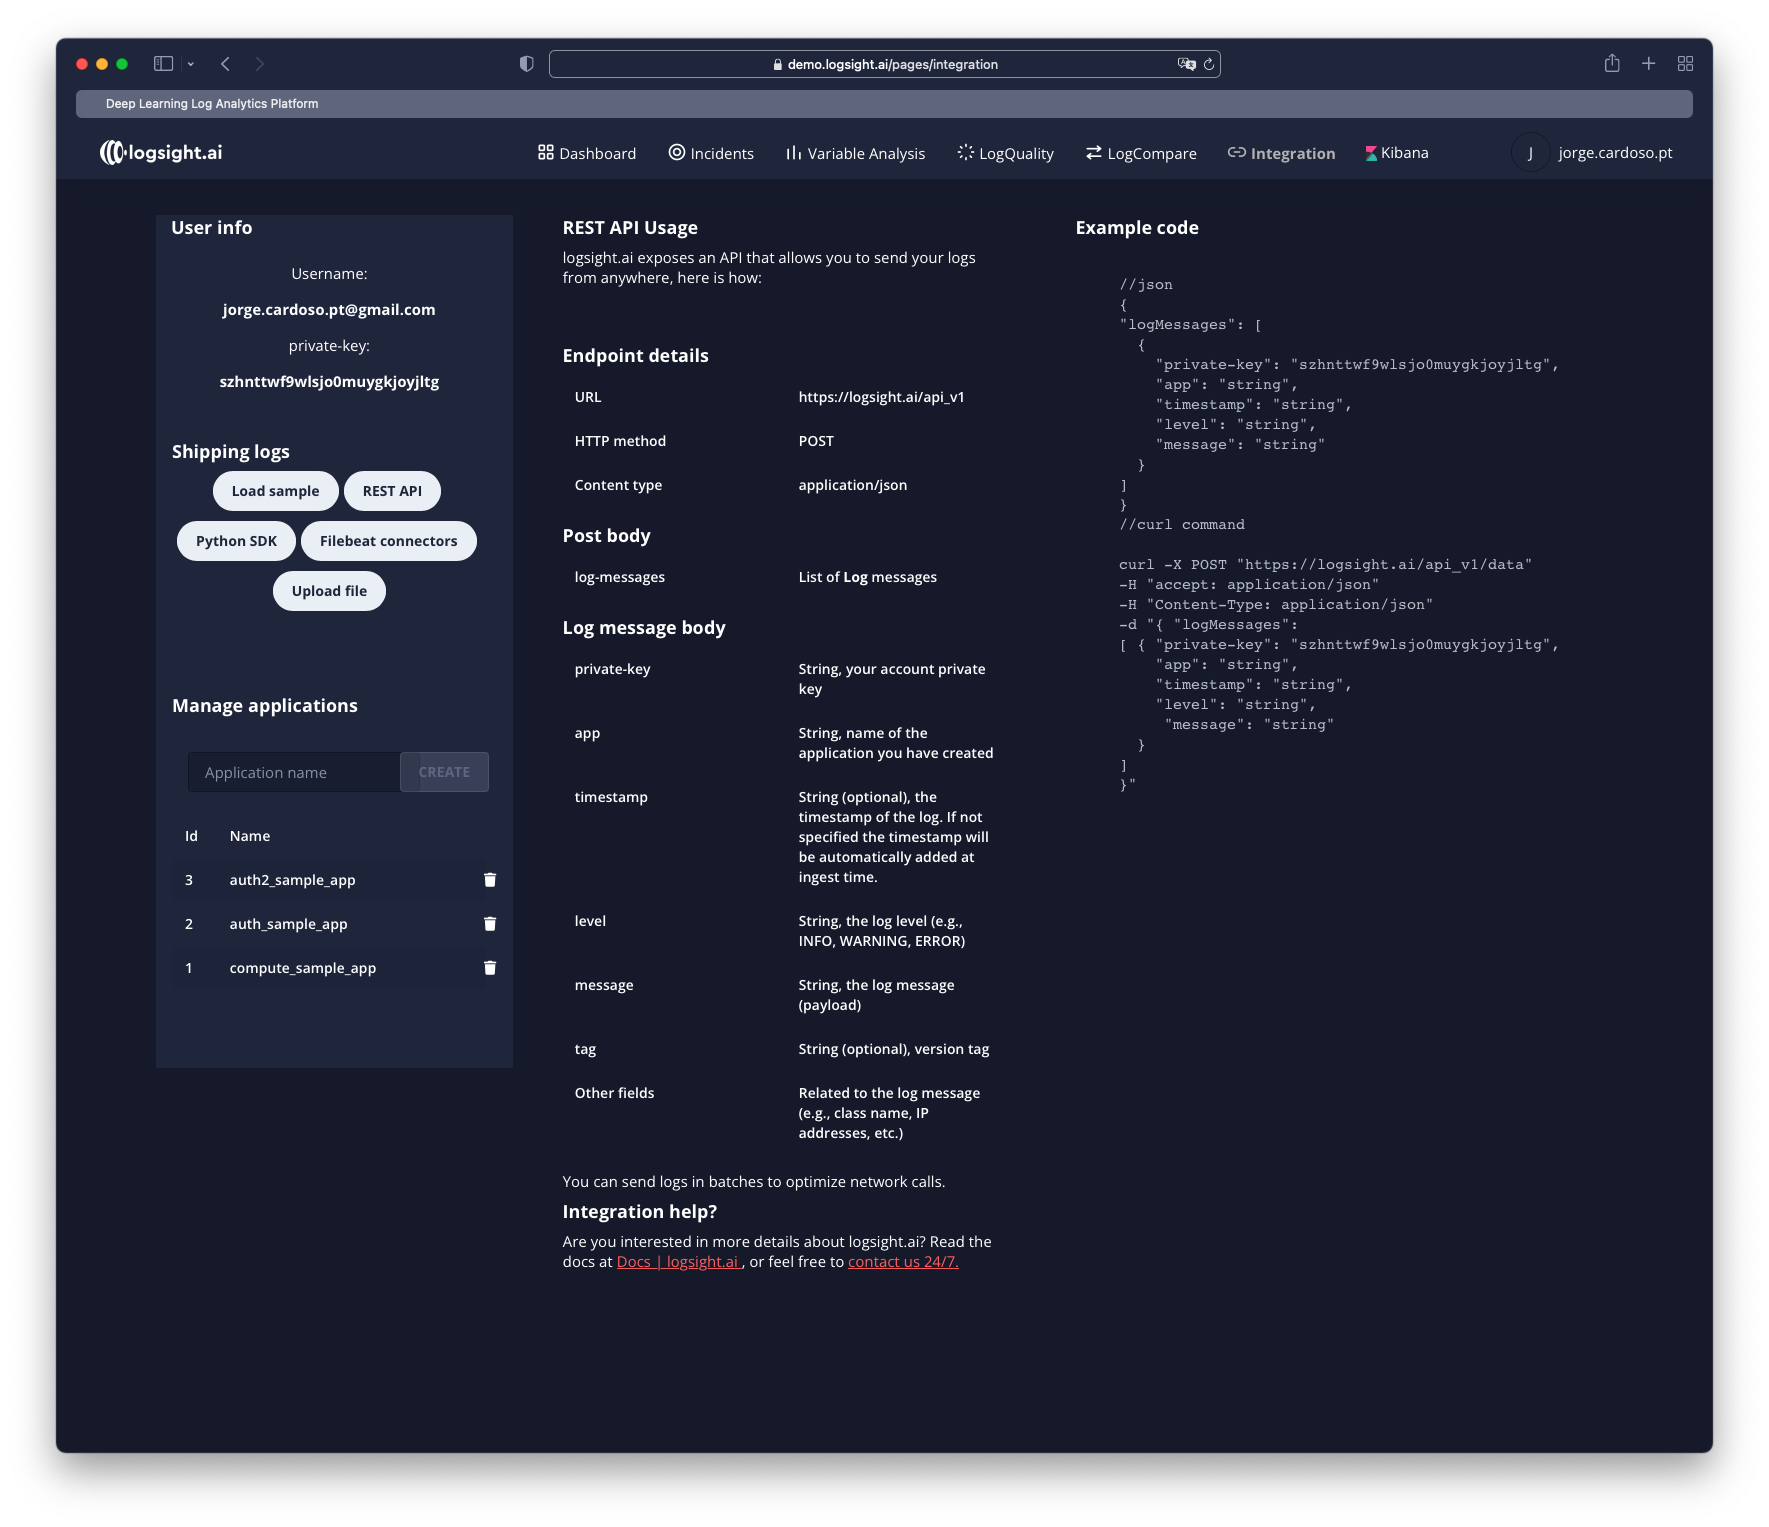 demo.logsight.ai/pages/integration
Deep Learning Log Analytics Platform
logsight.ai
Dashboard
Incidents
Variable Analysis
LogQuality
LogCompare
Integration
Kibana
J
jorge.cardoso.pt
User info
Username:
jorge.cardoso.pt@gmail.com
private-key:
szhnttwf9wlsjo0muygkjoyjltg
Shipping logs
Load sample
REST API
Python SDK
Filebeat connectors
Upload file
Manage applications
Application name
CREATE
Id Name
3 auth2_sample_app
2 auth_sample_app
1 compute_sample_app
REST API Usage
logsight.ai exposes an API that allows you to send your logs
from anywhere, here is how:
Endpoint details
URL https://logsight.ai/api_v1
HTTP method POST
Content type application/json
Post body
log-messages List of Log messages
Log message body
private-key String, your account private
key
app String, name of the
application you have created
timestamp String (optional), the
timestamp of the log. If not
specified the timestamp will
be automatically added at
ingest time.
level String, the log level (e.g.,
INFO, WARNING, ERROR)
message String, the log message
(payload)
tag String (optional), version tag
Other fields Related to the log message
(e.g., class name, IP
addresses, etc.)
You can send logs in batches to optimize network calls.
Integration help?
Are you interested in more details about logsight.ai? Read the
docs at Docs | logsight.ai , or feel free to contact us 24/7.
Example code
//json
{
"logMessages": [
{
"private-key": "szhnttwf9wlsjo0muygkjoyjltg",
"app": "string",
"timestamp": "string",
"level": "string",
"message": "string"
}
]
}
//curl command
curl -X POST "https://logsight.ai/api_v1/data"
-H "accept: application/json"
-H "Content-Type: application/json"
-d "{ "logMessages":
[ { "private-key": "szhnttwf9wlsjo0muygkjoyjltg",
"app": "string",
"timestamp": "string",
"level": "string",
"message": "string"
}
]
}"